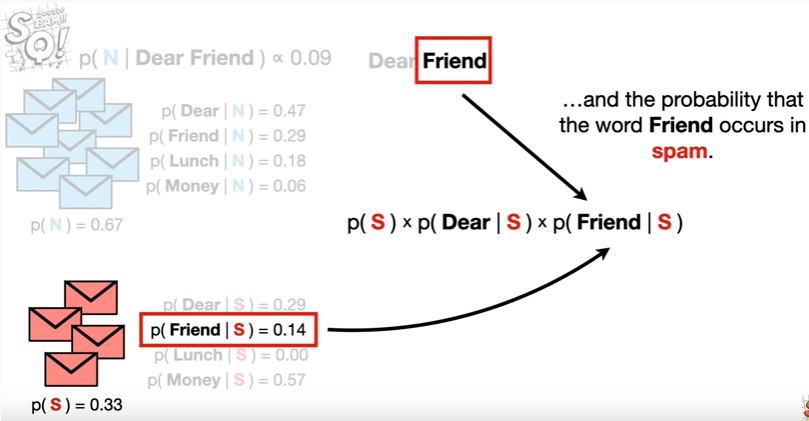 SQ!
p( N | Dear Friend ) ∝ 0.09
Dear Friend
…and the probability that
the word Friend occurs in
spam.
p( Dear | N ) = 0.47
p( Friend | N ) = 0.29
p( Lunch | N ) = 0.18
p( Money | N ) = 0.06
p( N ) = 0.67
p( S ) x p( Dear | S ) x p( Friend | S )
p( Dear | S ) = 0.29
p( Friend | S ) = 0.14
p( Lunch | S ) = 0.00
p( Money | S ) = 0.57
p( S ) = 0.33